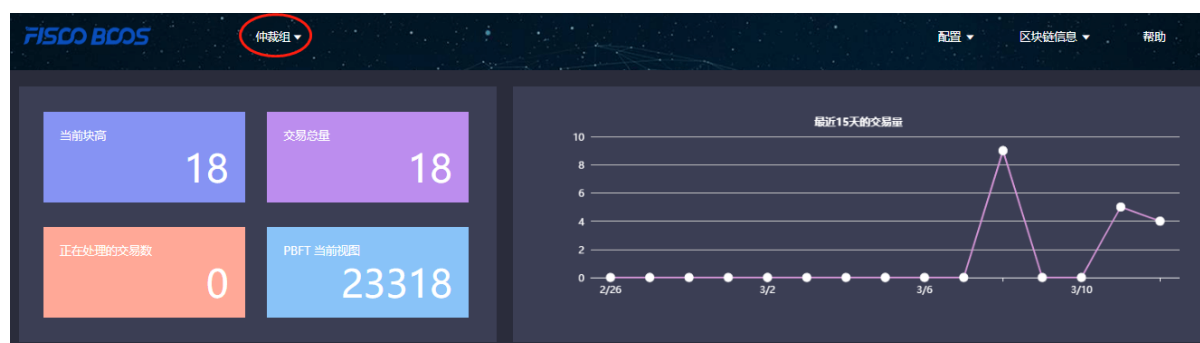 FISCO BCOS 仲裁组 配置 区块链信息 帮助
当前块高
18
交易总量
18
正在处理的交易数
0
PBFT 当前视图
23318
最近15天的交易量
10
8
6
4
2
0
2/26 3/2 3/6 3/10